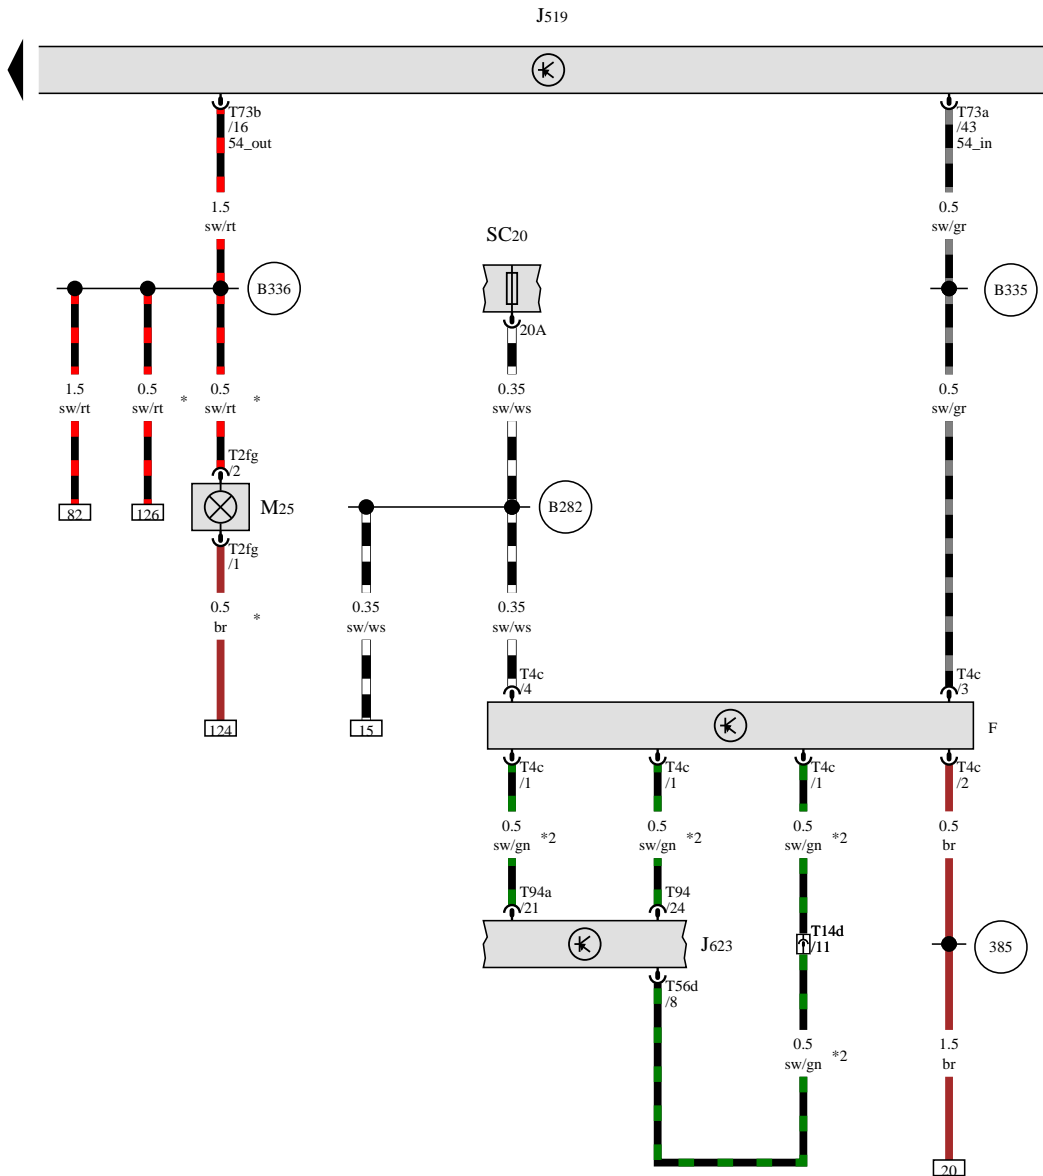 J519
T73b
/16
54_out
T73a
/43
54_in
1.5
sw/rt
0.5
sw/gr
SC20
B336
B335
20A
1.5
sw/rt
0.5
sw/rt
*
0.5
sw/rt
*
0.35
sw/ws
0.5
sw/gr
T2fg
/2
82
126
M25
B282
T2fg
/1
0.5
br
*
0.35
sw/ws
0.35
sw/ws
T4c
/4
T4c
/3
124
15
F
T4c
/1
T4c
/1
T4c
/1
T4c
/2
0.5
sw/gn
*2
0.5
sw/gn
*2
0.5
sw/gn
*2
0.5
br
T94a
/21
T94
/24
T14d
/11
J623
385
T56d
/8
0.5
sw/gn
*2
1.5
br
20